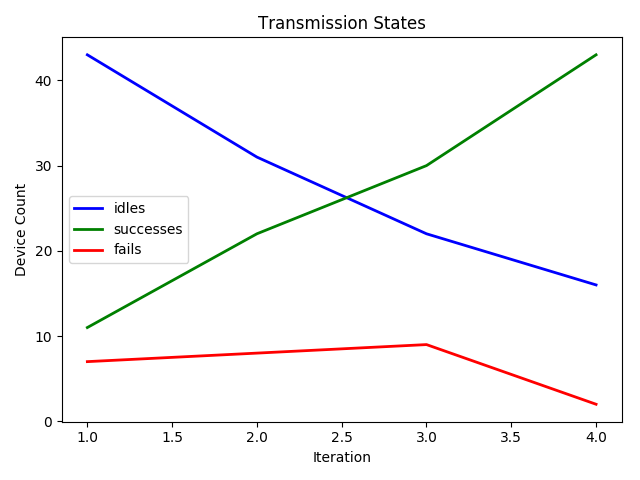 Transmission States
Device Count
40
30
20
10
0
idles
successes
fails
1.0 1.5 2.0 2.5 3.0 3.5 4.0
Iteration